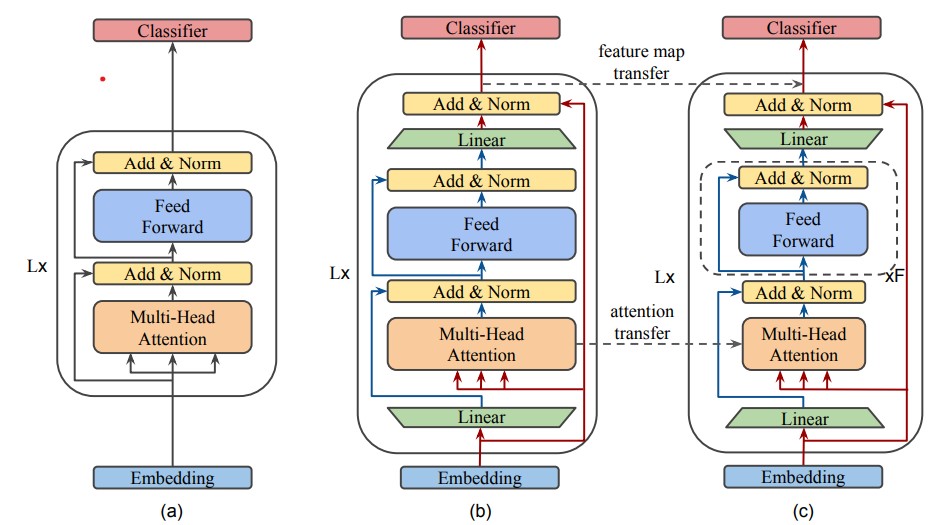 Classifier
Add & Norm
Feed
Forward
Lx
Add & Norm
Multi-Head
Attention
Embedding
(a)
Classifier
Add & Norm
Linear
Add & Norm
Feed
Forward
Lx
Add & Norm
Multi-Head
Attention
Linear
Embedding
(b)
feature map
transfer
attention
transfer
Classifier
Add & Norm
Linear
Add & Norm
Feed
Forward
xF
Lx
Add & Norm
Multi-Head
Attention
Linear
Embedding
(c)